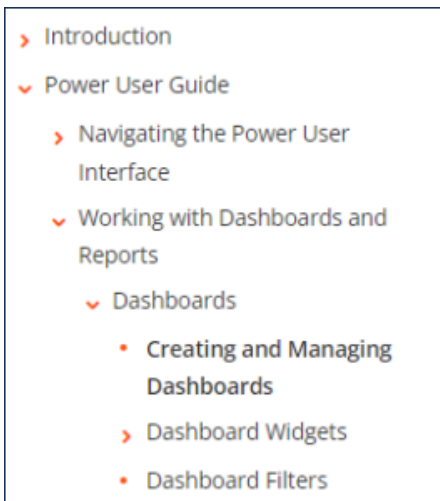 Introduction
Power User Guide
Navigating the Power User
Interface
Working with Dashboards and
Reports
Dashboards
Creating and Managing
Dashboards
Dashboard Widgets
Dashboard Filters